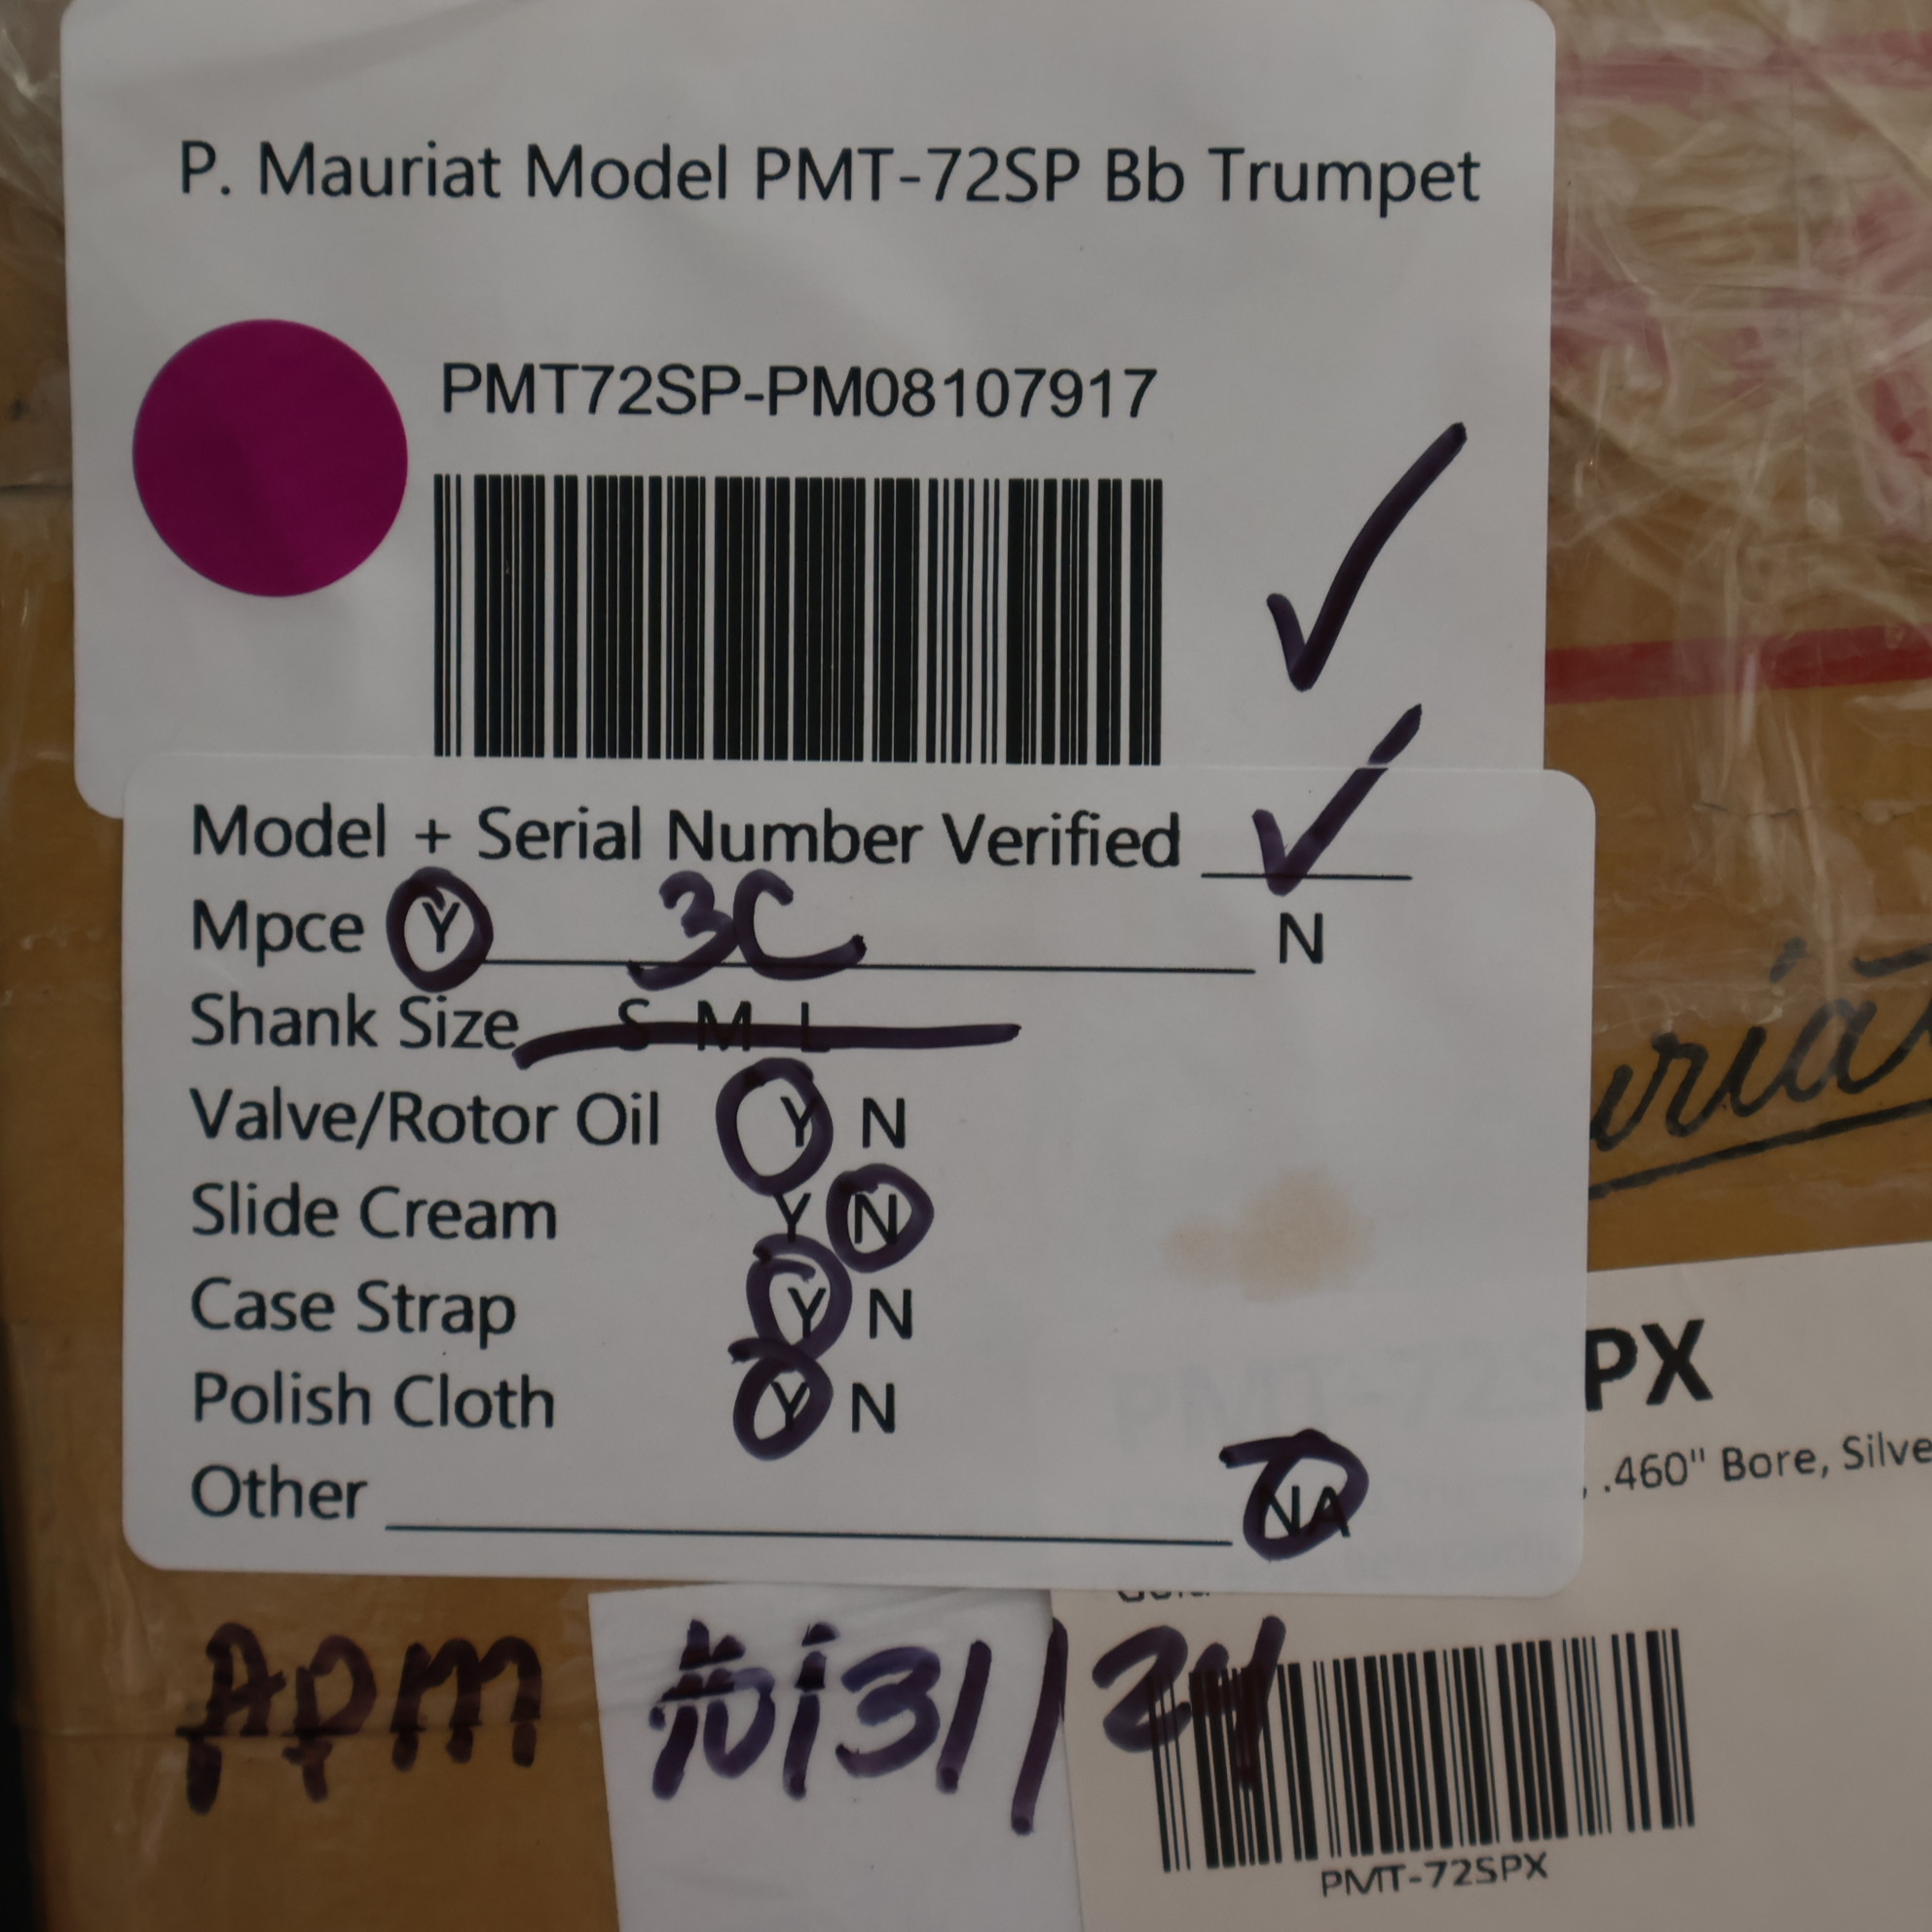 P. Mauriat Model PMT-72SP Bb Trumpet
PMT72SP-PM08107917
Model + Serial Number Verified ✓
Mpce Y 3C N
Shank Size S M L
Valve/Rotor Oil Y N
Slide Cream Y N
Case Strap Y N
Polish Cloth Y N
Other NA
uriat
PX
, .460" Bore, Silve
APM
31/24
PMT-72SPX